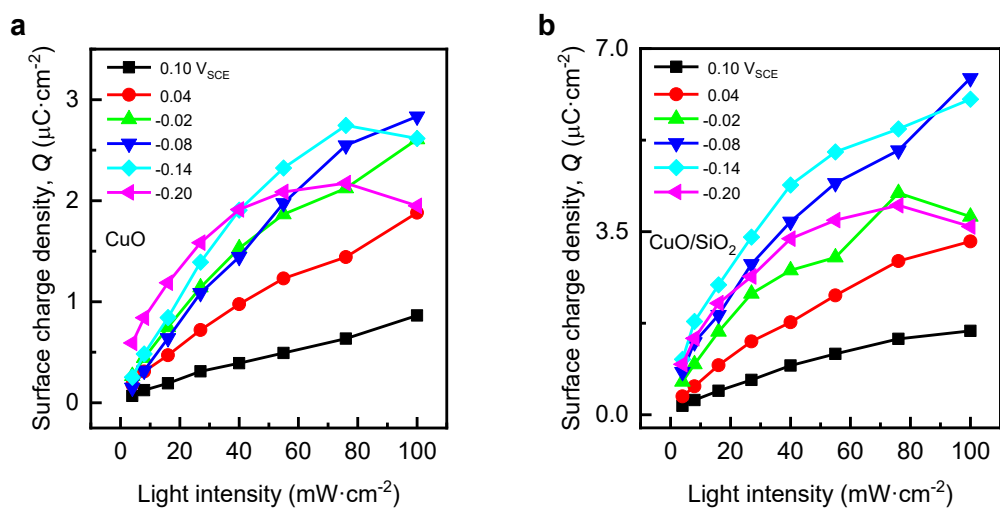 a
Surface charge density, Q (μC·cm⁻²)
3
2
1
0
0.10 V_SCE
0.04
-0.02
-0.08
-0.14
-0.20
CuO
0 20 40 60 80 100
Light intensity (mW·cm⁻²)
b
Surface charge density, Q (μC·cm⁻²)
7.0
3.5
0.0
0.10 V_SCE
0.04
-0.02
-0.08
-0.14
-0.20
CuO/SiO₂
0 20 40 60 80 100
Light intensity (mW·cm⁻²)